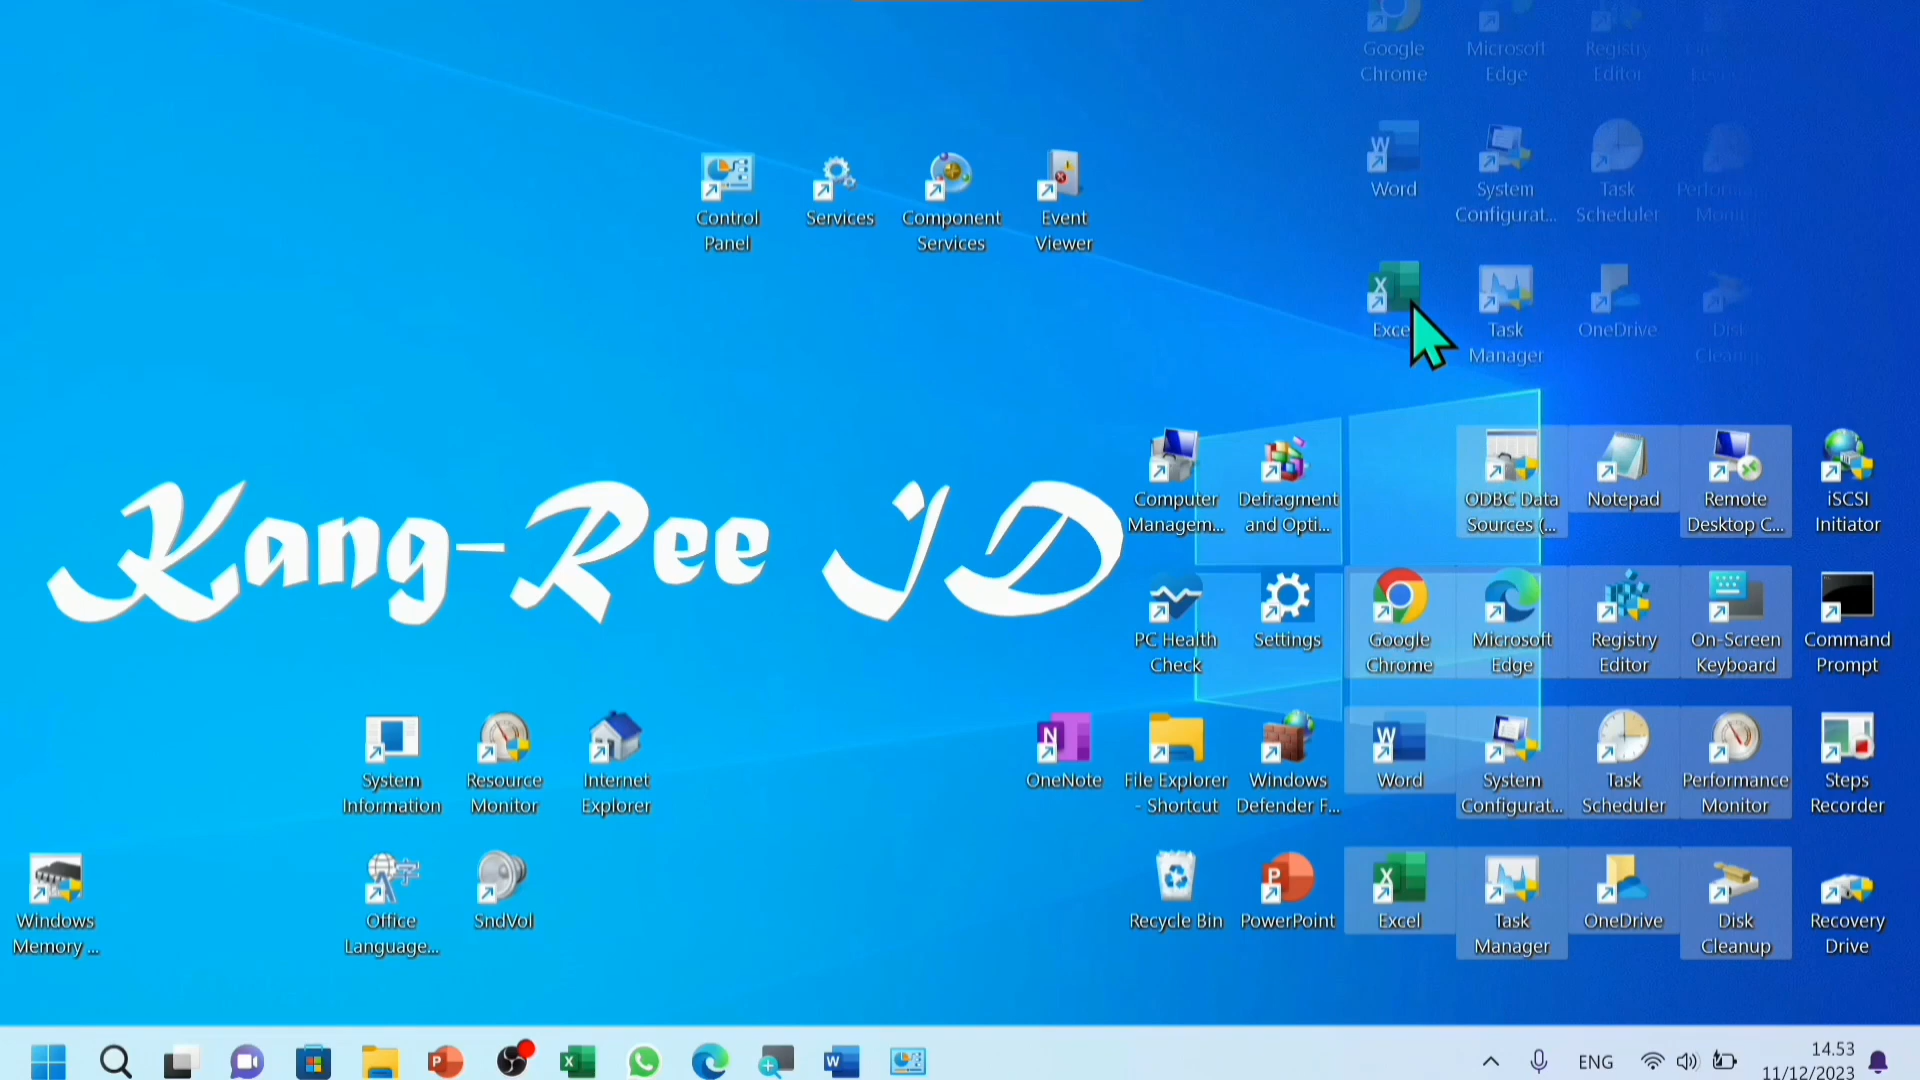 Google
Chrome
Microsoft
Edge
Registry
Editor
Word
System
Configurat...
Task
Scheduler
Control
Panel
Services
Component
Services
Event
Viewer
Task
Manager
OneDrive
Disk
Computer
Managem...
Defragment
and Opti...
ODBC Data
Sources (...
Notepad
Remote
Desktop C...
iSCSI
Initiator
Kang-Ree ID
PC Health
Check
Settings
Google
Chrome
Microsoft
Edge
Registry
Editor
On-Screen
Keyboard
Command
Prompt
System
Information
Resource
Monitor
Internet
Explorer
OneNote
File Explorer
- Shortcut
Windows
Defender F...
Word
System
Configurat...
Task
Scheduler
Performance
Monitor
Steps
Recorder
Windows
Memory ...
Office
Language...
SndVol
Recycle Bin
PowerPoint
Excel
Task
Manager
OneDrive
Disk
Cleanup
Recovery
Drive
ENG
14.53
11/12/2023